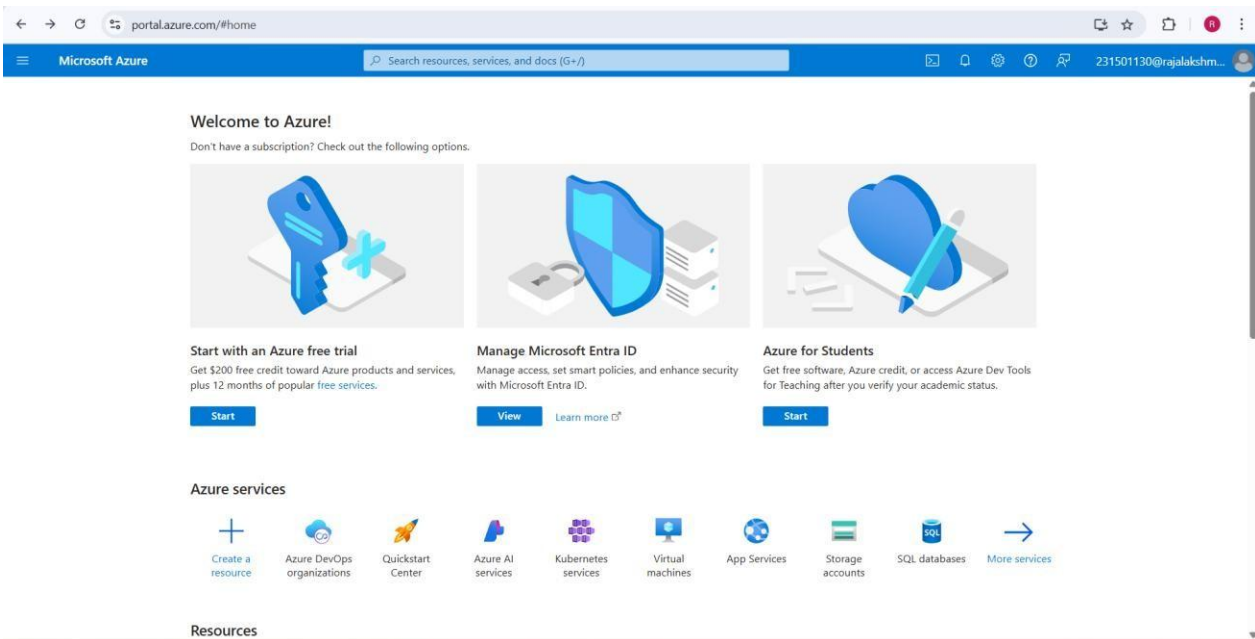 portal.azure.com/#home
R
Microsoft Azure
Search resources, services, and docs (G+/)
231501130@rajalakshm...
Welcome to Azure!
Don't have a subscription? Check out the following options.
Start with an Azure free trial
Get $200 free credit toward Azure products and services,
plus 12 months of popular free services.
Start
Manage Microsoft Entra ID
Manage access, set smart policies, and enhance security
with Microsoft Entra ID.
View
Learn more
Azure for Students
Get free software, Azure credit, or access Azure Dev Tools
for Teaching after you verify your academic status.
Start
Azure services
Create a
resource
Azure DevOps
organizations
Quickstart
Center
Azure AI
services
Kubernetes
services
Virtual
machines
App Services
Storage
accounts
SQL
SQL databases
More services
Resources